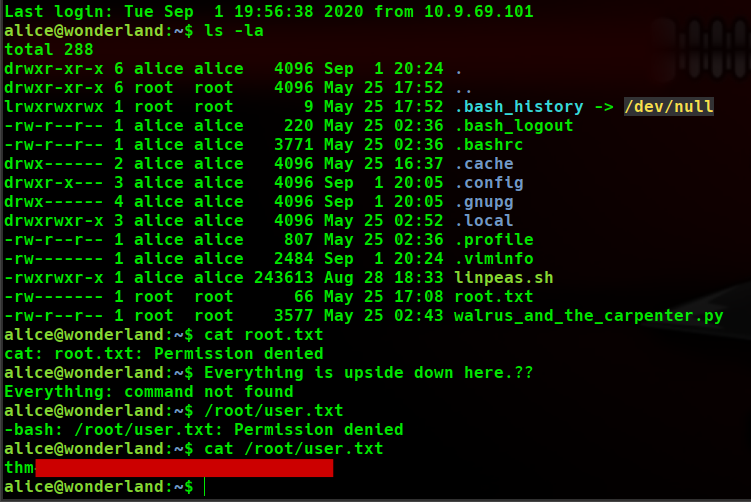 Last login: Tue Sep  1 19:56:38 2020 from 10.9.69.101
alice@wonderland:~$ ls -la
total 288
drwxr-xr-x 6 alice alice   4096 Sep  1 20:24 .
drwxr-xr-x 6 root  root    4096 May 25 17:52 ..
lrwxrwxrwx 1 root  root       9 May 25 17:52 .bash_history -> /dev/null
-rw-r--r-- 1 alice alice    220 May 25 02:36 .bash_logout
-rw-r--r-- 1 alice alice   3771 May 25 02:36 .bashrc
drwx------ 2 alice alice   4096 May 25 16:37 .cache
drwxr-x--- 3 alice alice   4096 Sep  1 20:05 .config
drwx------ 4 alice alice   4096 Sep  1 20:05 .gnupg
drwxrwxr-x 3 alice alice   4096 May 25 02:52 .local
-rw-r--r-- 1 alice alice    807 May 25 02:36 .profile
-rw------- 1 alice alice   2484 Sep  1 20:24 .viminfo
-rwxrwxr-x 1 alice alice 243613 Aug 28 18:33 linpeas.sh
-rw------- 1 root  root      66 May 25 17:08 root.txt
-rw-r--r-- 1 root  root    3577 May 25 02:43 walrus_and_the_carpenter.py
alice@wonderland:~$ cat root.txt
cat: root.txt: Permission denied
alice@wonderland:~$ Everything is upside down here.??
Everything: command not found
alice@wonderland:~$ /root/user.txt
-bash: /root/user.txt: Permission denied
alice@wonderland:~$ cat /root/user.txt
thm
alice@wonderland:~$